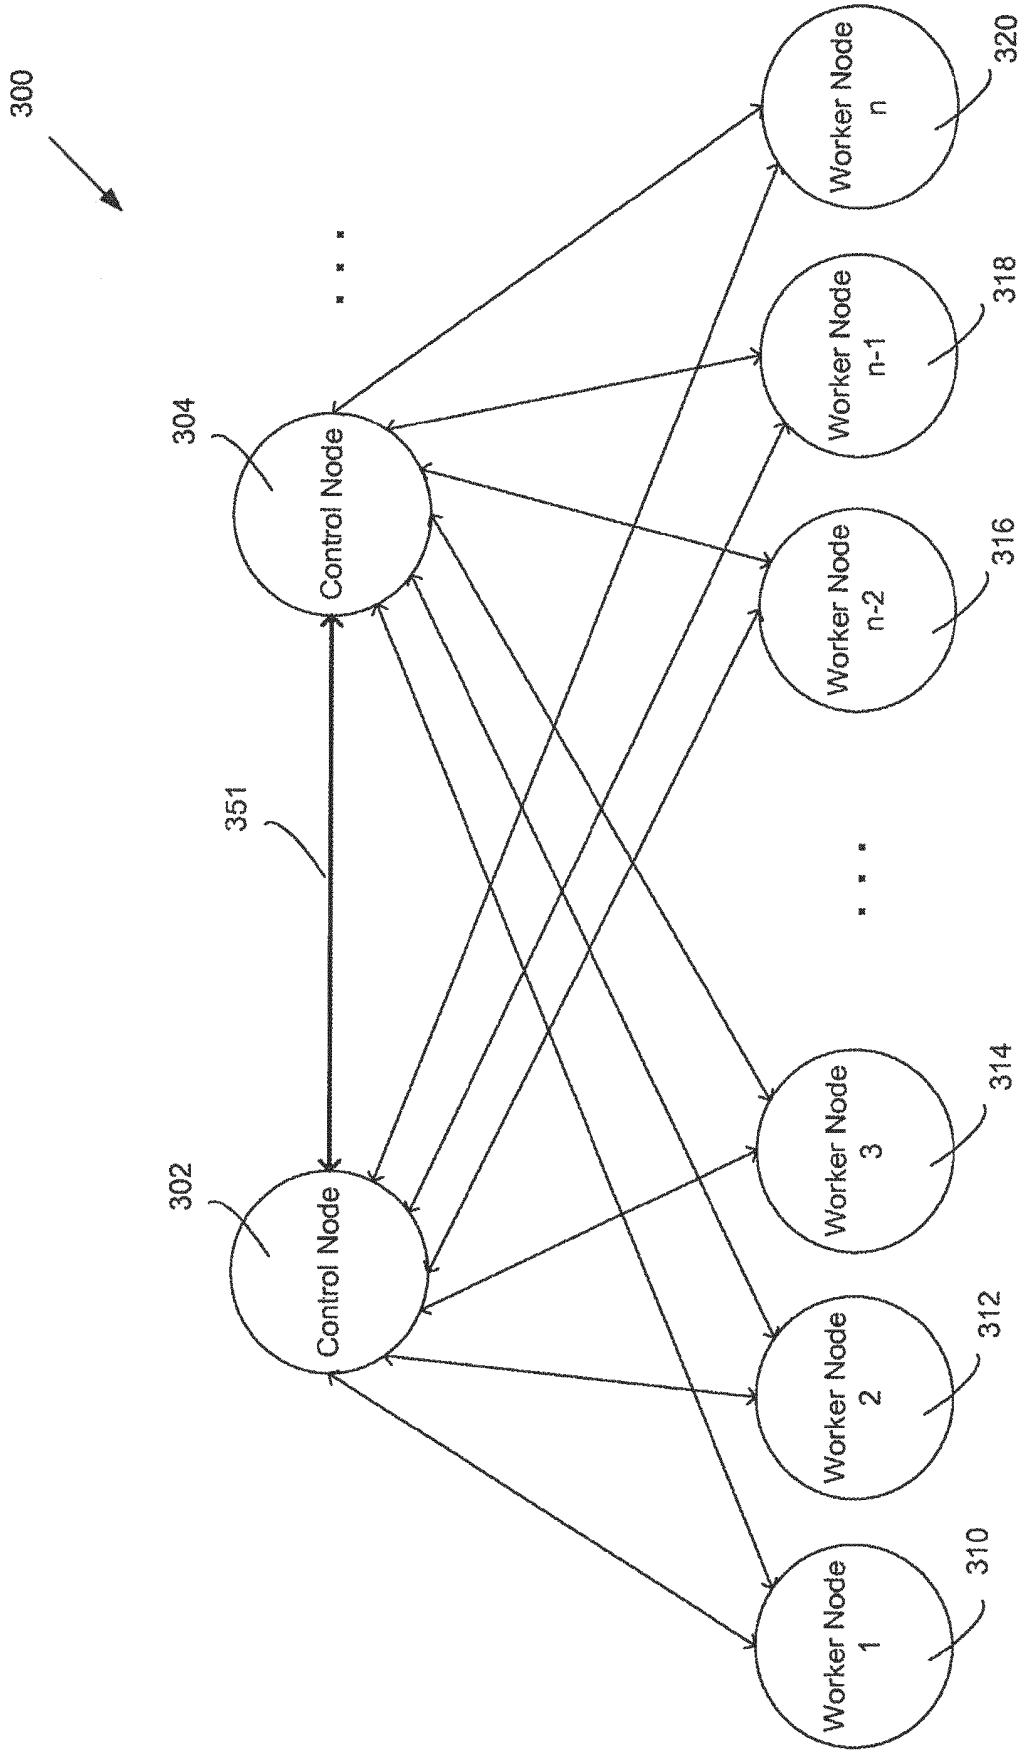 300
302
351
304
Control Node
Control Node
. . .
Worker Node
1
Worker Node
2
Worker Node
3
. . .
Worker Node
n-2
Worker Node
n-1
Worker Node
n
310
312
314
316
318
320